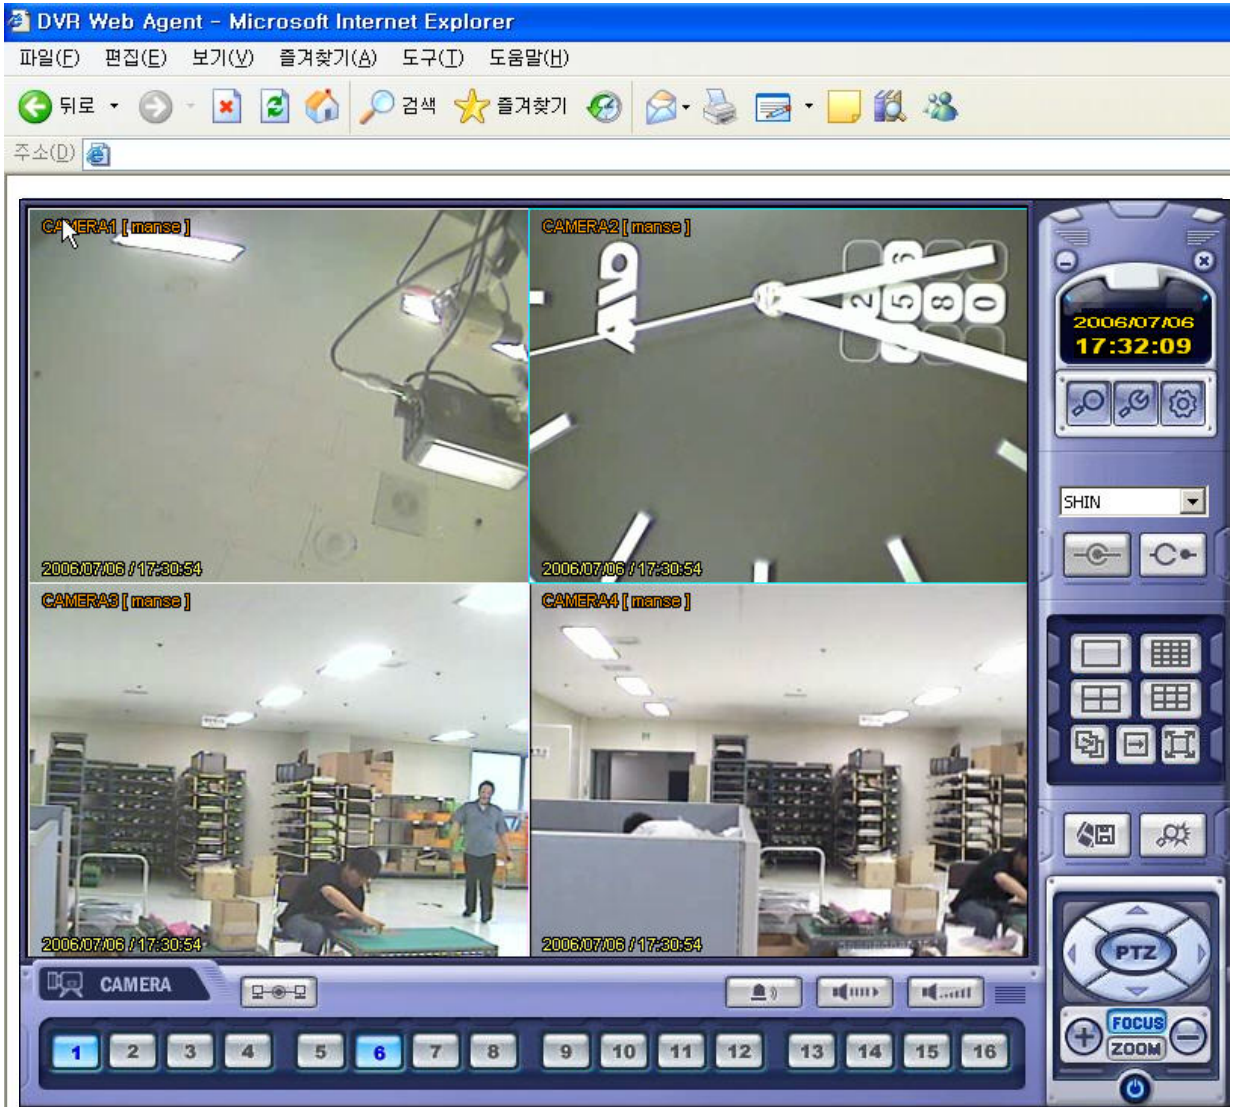 DVR Web Agent - Microsoft Internet Explorer
파일(F) 편집(E) 보기(V) 즐겨찾기(A) 도구(T) 도움말(H)
뒤로 검색 즐겨찾기
주소(D)
CAMERA1 [ manse ]
CAMERA2 [ manse ]
2006/07/06
17:32:09
2 5 8 0
SHIN
2006/07/06 / 17:30:54
2006/07/06 / 17:30:54
CAMERA3 [ manse ]
CAMERA4 [ manse ]
2006/07/06 / 17:30:54
2006/07/06 / 17:30:54
PTZ
CAMERA
FOCUS
ZOOM
1 2 3 4 5 6 7 8 9 10 11 12 13 14 15 16